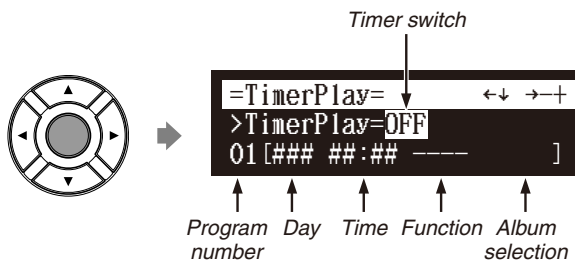 Timer switch
=TimerPlay= ←↓ →−+
>TimerPlay=OFF
01[### ##:## ---- ]
Program number
Day
Time
Function
Album selection